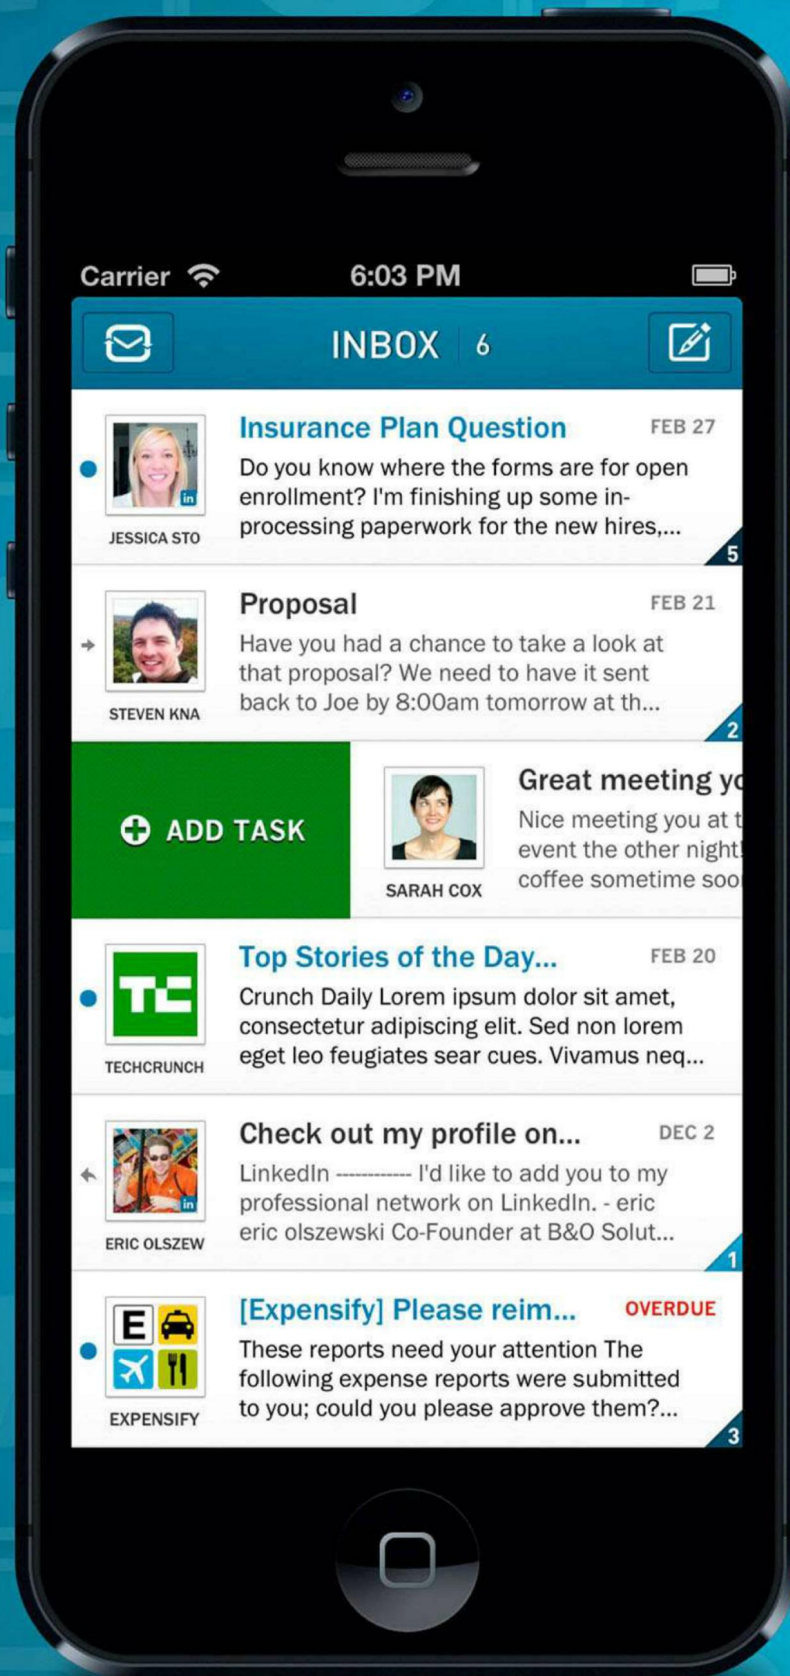 Carrier 6:03 PM
INBOX 6
Insurance Plan Question FEB 27
Do you know where the forms are for open
enrollment? I'm finishing up some in-
processing paperwork for the new hires,...
in
JESSICA STO
5
Proposal FEB 21
Have you had a chance to take a look at
that proposal? We need to have it sent
back to Joe by 8:00am tomorrow at th...
STEVEN KNA
2
ADD TASK
Great meeting yo
Nice meeting you at t
event the other night!
coffee sometime soo
SARAH COX
Top Stories of the Day... FEB 20
TC
Crunch Daily Lorem ipsum dolor sit amet,
consectetur adipiscing elit. Sed non lorem
eget leo feugiates sear cues. Vivamus neq...
TECHCRUNCH
Check out my profile on... DEC 2
LinkedIn ------------ I'd like to add you to my
professional network on LinkedIn. - eric
eric olszewski Co-Founder at B&O Solut...
in
ERIC OLSZEW
1
[Expensify] Please reim... OVERDUE
E
These reports need your attention The
following expense reports were submitted
to you; could you please approve them?...
EXPENSIFY
3